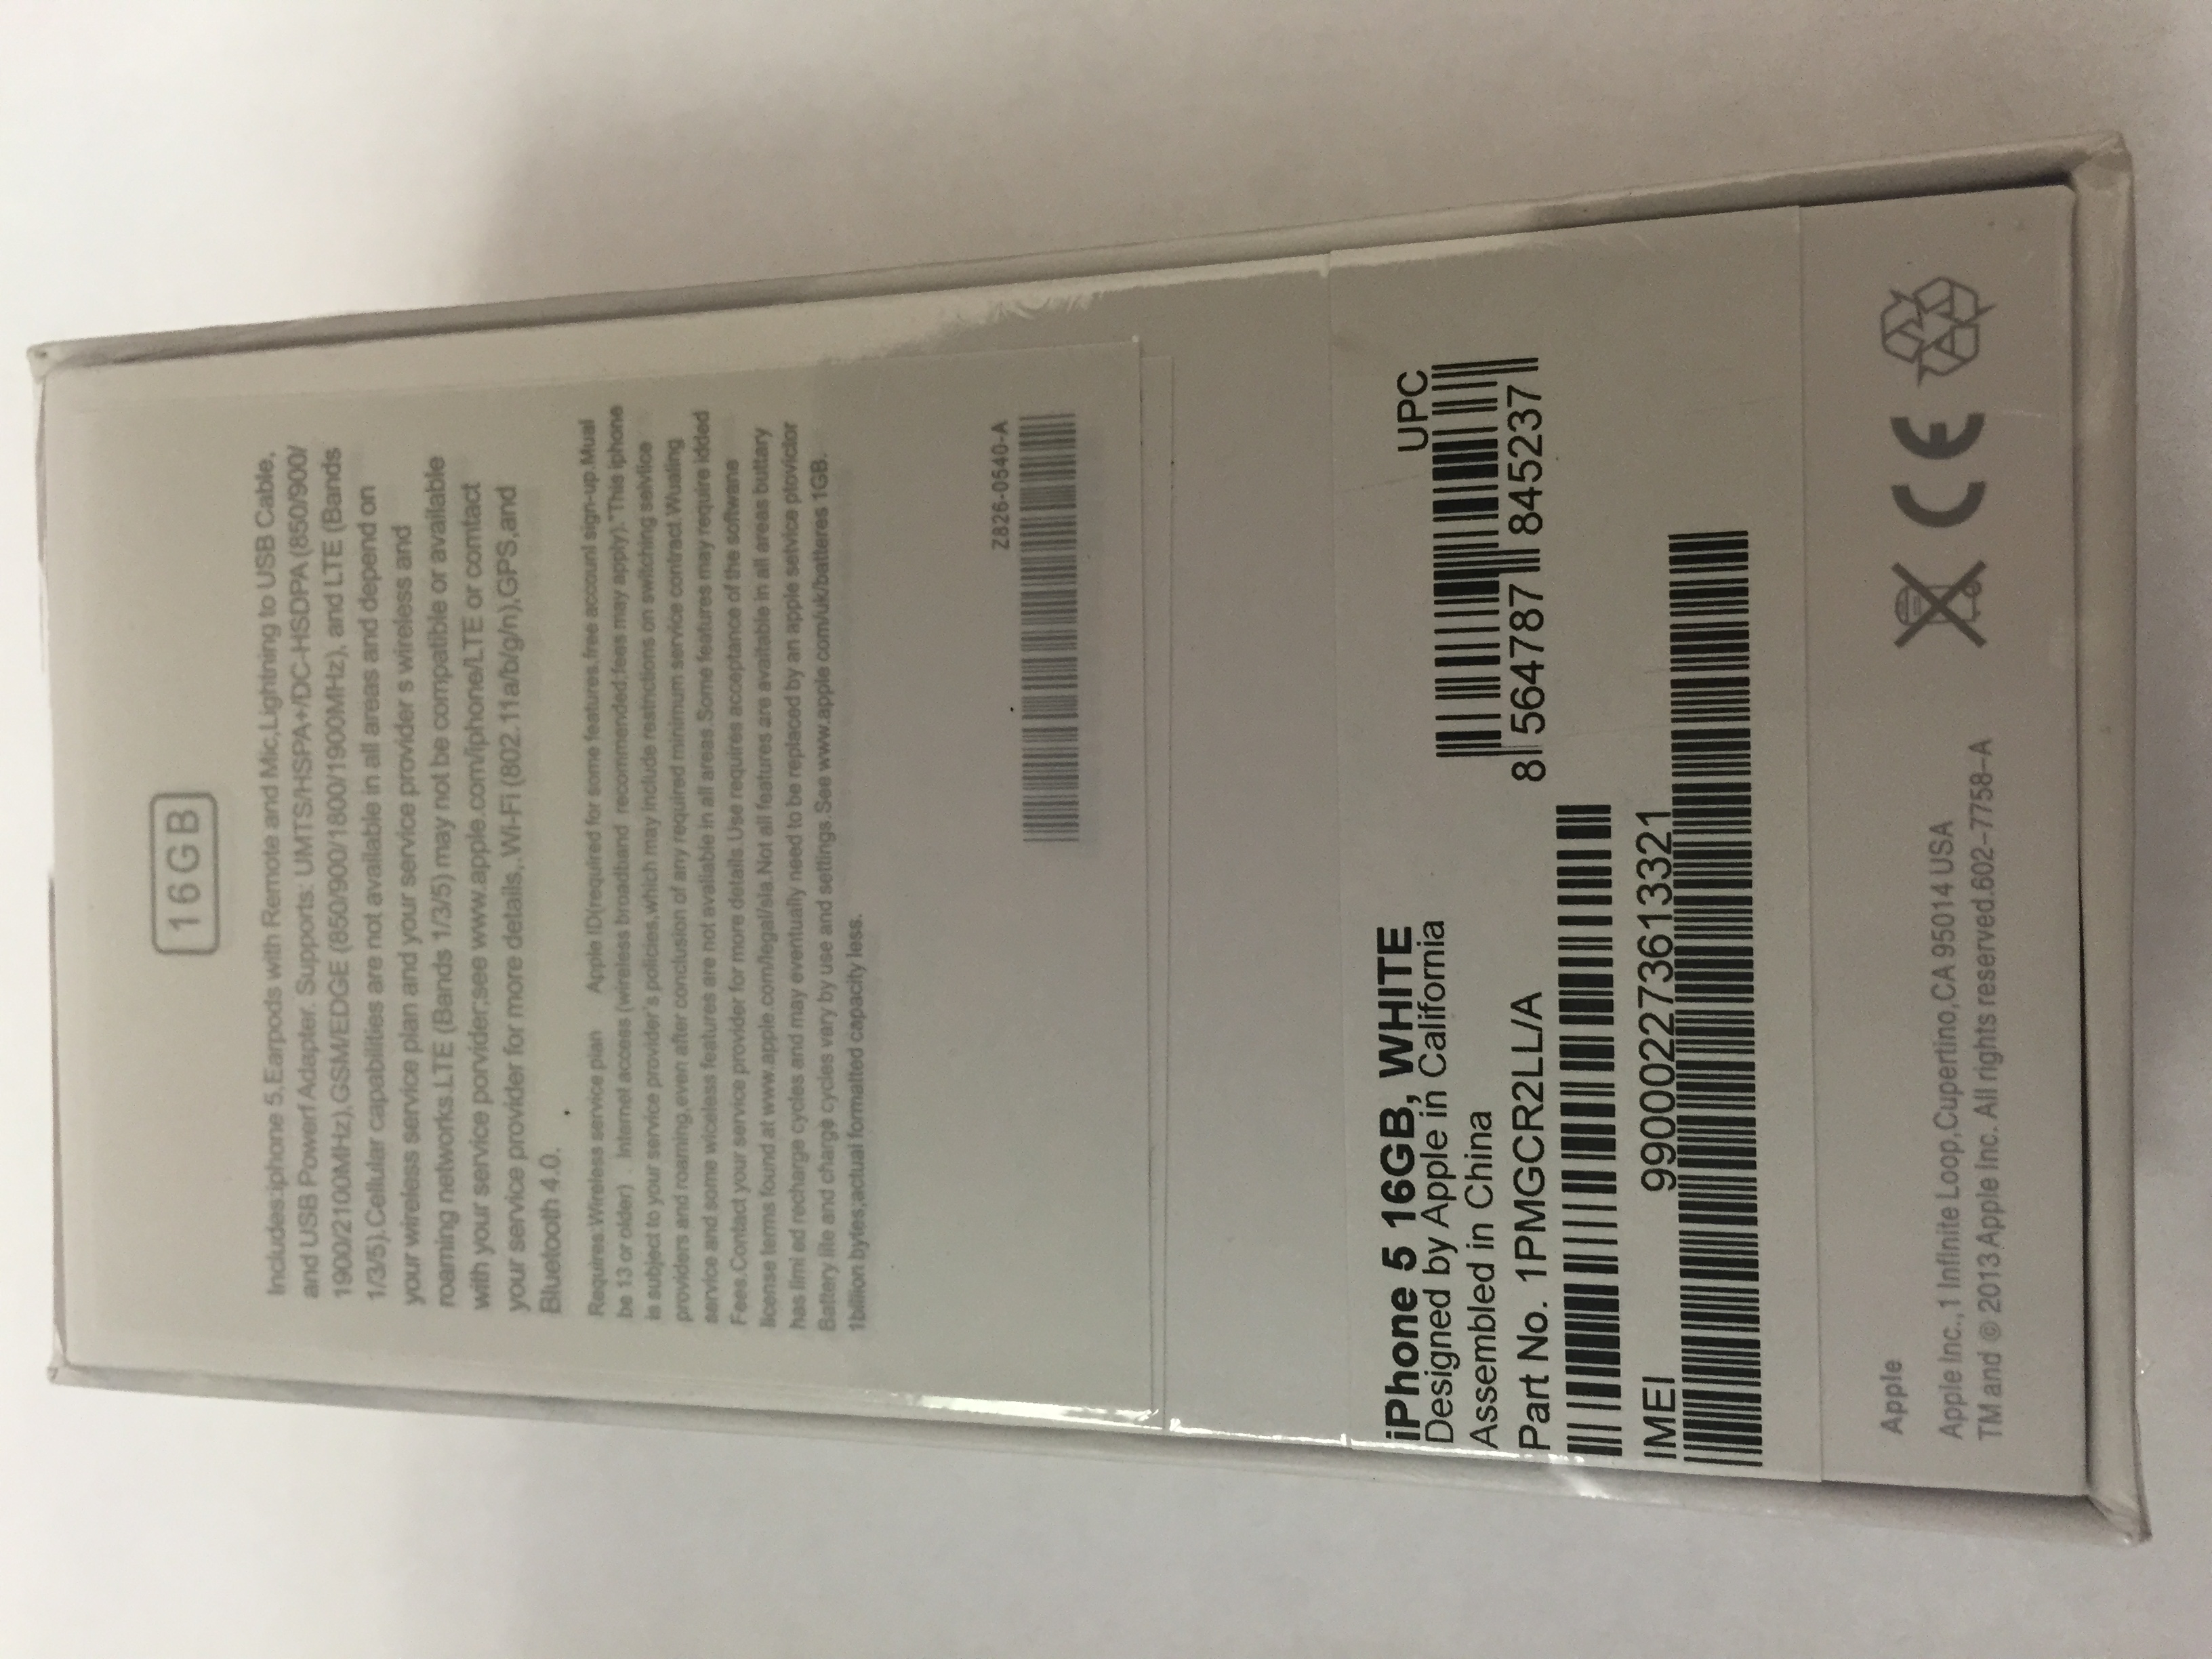 16GB
Includes:iphone 5,Earpods with Remote and Mic,Lightning to USB Cable,
and USB Powerf Adapter. Supports: UMTS/HSPA+/DC-HSDPA (850/900/
1900/2100MHz),GSM/EDGE (850/900/1800/1900MHz), and LTE (Bands
1/3/5).Cellular capabilities are not available in all areas and depend on
your wireless service plan and your service provider s wireless and
roaming networks.LTE (Bands 1/3/5) may not be compatible or available
with your service porvider;see www.apple.com/iphone/LTE or comtact
your service provider for more details,.Wi-Fi (802.11a/b/g/n),GPS,and
Bluetooth 4.0.
Requires:Wireless service plan Apple ID(required for some features,free accounl sign-up.Mual
be 13 or older) . Internet access (wireless broadband recommended;fees may apply)."This iphone
is subject to your service provider's policies,which may include restnctions on switching seivlice
providers and roaming,even after conclusion of any required minimum service contract.Wualing
service and some wiceless features are not avaliable in all areas.Some features may require idded
Fees.Contact your service provider for more details.Use requires acceptance of the softwane
license terms found at www.apple.com/legal/sla.Not all features are avaitable in all areas buttary
has limi ed recharge cycles and may eventually need to be replaced by an apple setvice ptovictor
Battery lite and charge cycles vary by use and settings.See www.apple com/uk/batteres 1GB.
1billion bytes;actual formatted capacity less.
Z826-0540-A
iPhone 5 16GB, WHITE
Designed by Apple in California
Assembled in China
Part No. 1PMGCR2LL/A
UPC
8 564787 845237
IMEI 990002273613321
Apple
Apple Inc.,1 Infinite Loop,Cupertino,CA 95014 USA
TM and © 2013 Apple Inc. All rights reserved.602-7758-A
CE